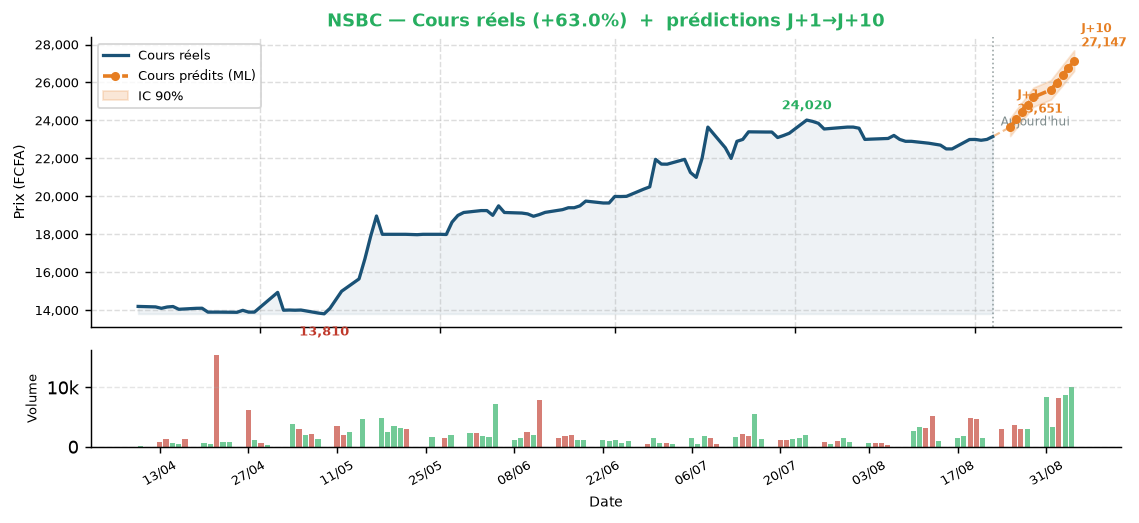 NSBC — Cours réels (+63.0%)  +  prédictions J+1→J+10
J+10
27,147
28,000
26,000
24,000
22,000
20,000
18,000
16,000
14,000
Prix (FCFA)
Cours réels
Cours prédits (ML)
IC 90%
24,020
J+1
23,651
Aujourd'hui
13,810
10k
0
Volume
13/04
27/04
11/05
25/05
08/06
22/06
06/07
20/07
03/08
17/08
31/08
Date